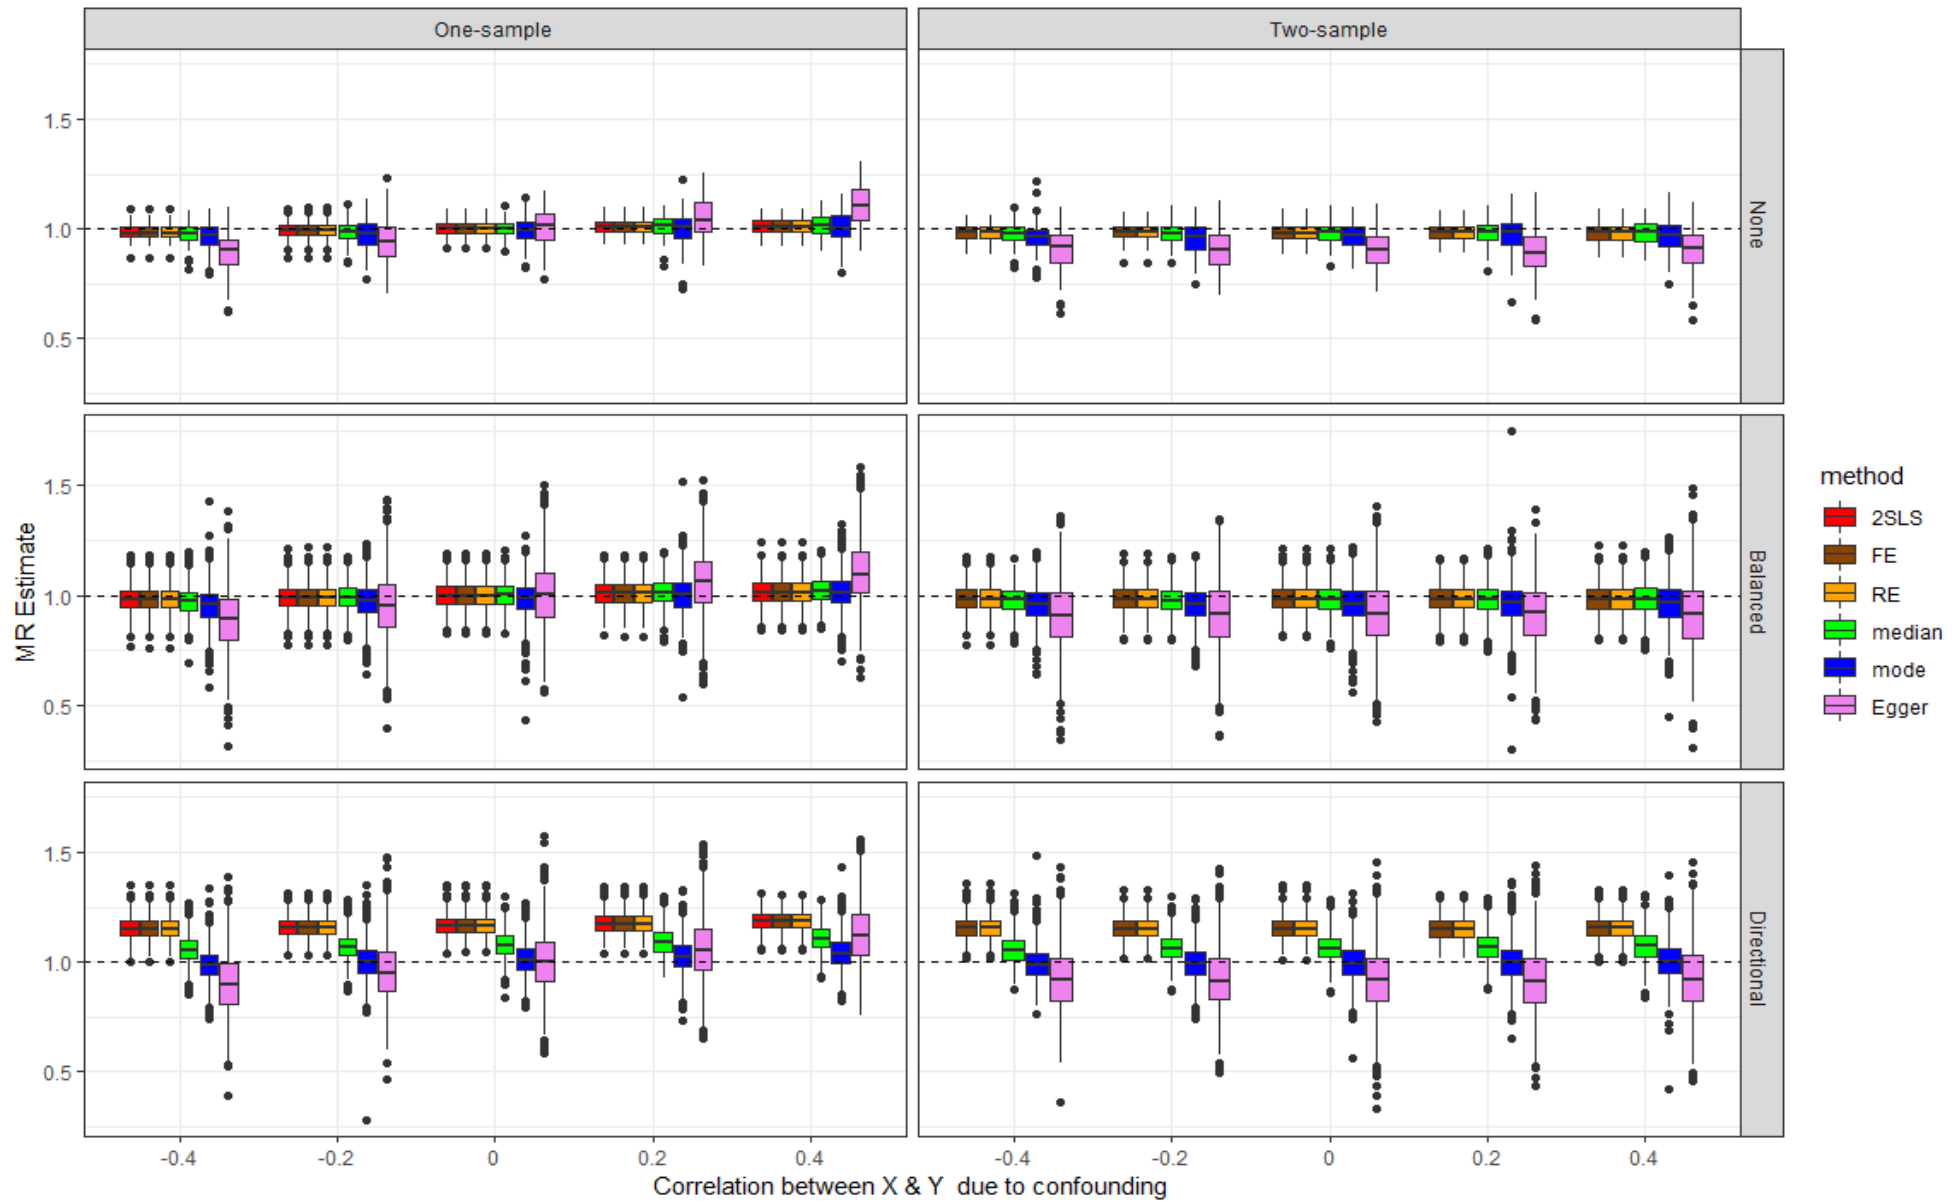 One-sample
Two-sample
1.5
1.0
0.5
None
1.5
1.0
0.5
Balanced
1.5
1.0
0.5
Directional
MR Estimate
-0.4
-0.2
0
0.2
0.4
-0.4
-0.2
0
0.2
0.4
Correlation between X & Y due to confounding
method
2SLS
FE
RE
median
mode
Egger